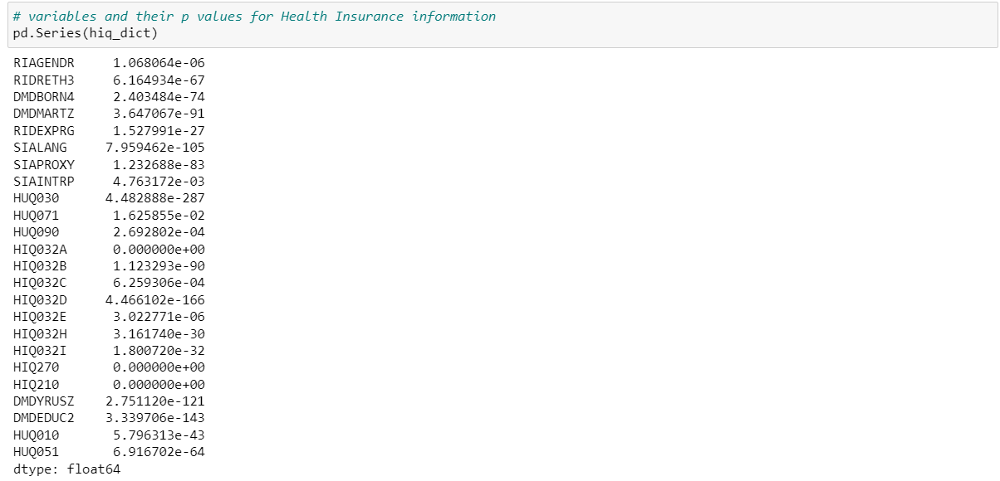 # variables and their p values for Health Insurance information
pd.Series(hiq_dict)
RIAGENDR     1.068064e-06
RIDRETH3     6.164934e-67
DMDBORN4     2.403484e-74
DMDMARTZ     3.647067e-91
RIDEXPRG     1.527991e-27
SIALANG     7.959462e-105
SIAPROXY     1.232688e-83
SIAINTRP     4.763172e-03
HUQ030      4.482888e-287
HUQ071       1.625855e-02
HUQ090       2.692802e-04
HIQ032A      0.000000e+00
HIQ032B      1.123293e-90
HIQ032C      6.259306e-04
HIQ032D     4.466102e-166
HIQ032E      3.022771e-06
HIQ032H      3.161740e-30
HIQ032I      1.800720e-32
HIQ270       0.000000e+00
HIQ210       0.000000e+00
DMDYRUSZ    2.751120e-121
DMDEDUC2    3.339706e-143
HUQ010       5.796313e-43
HUQ051       6.916702e-64
dtype: float64